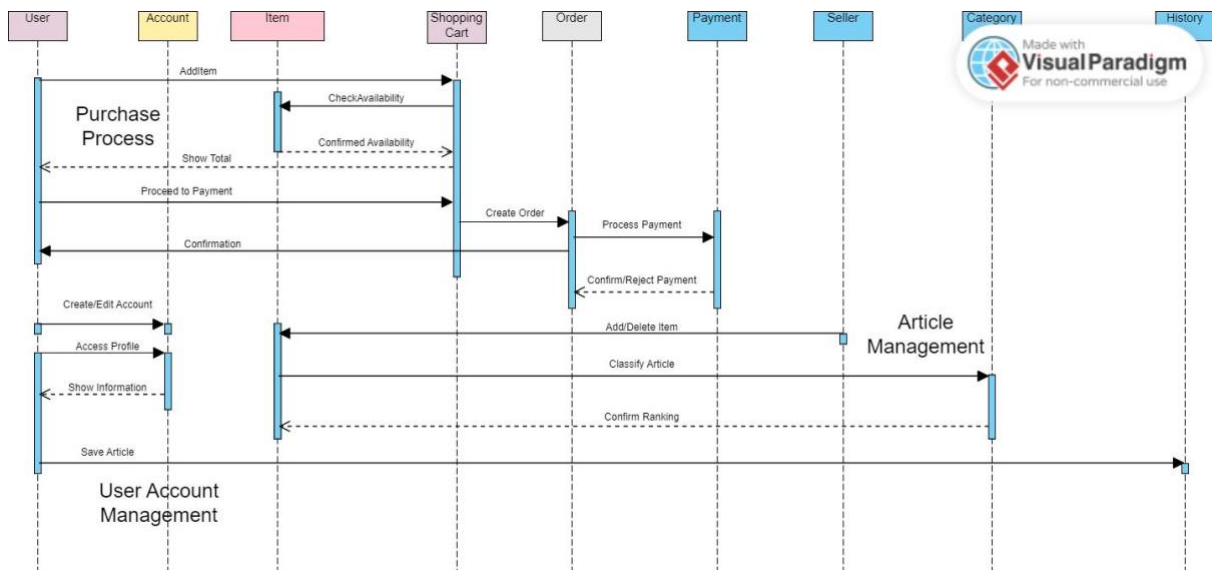 User
Account
Item
Shopping
Cart
Order
Payment
Seller
Category
History
Made with
Visual Paradigm
For non-commercial use
AddItem
CheckAvailability
Purchase
Process
Confirmed Availability
Show Total
Proceed to Payment
Create Order
Process Payment
Confirmation
Confirm/Reject Payment
Create/Edit Account
Add/Delete Item
Article
Management
Access Profile
Classify Article
Show Information
Confirm Ranking
Save Article
User Account
Management